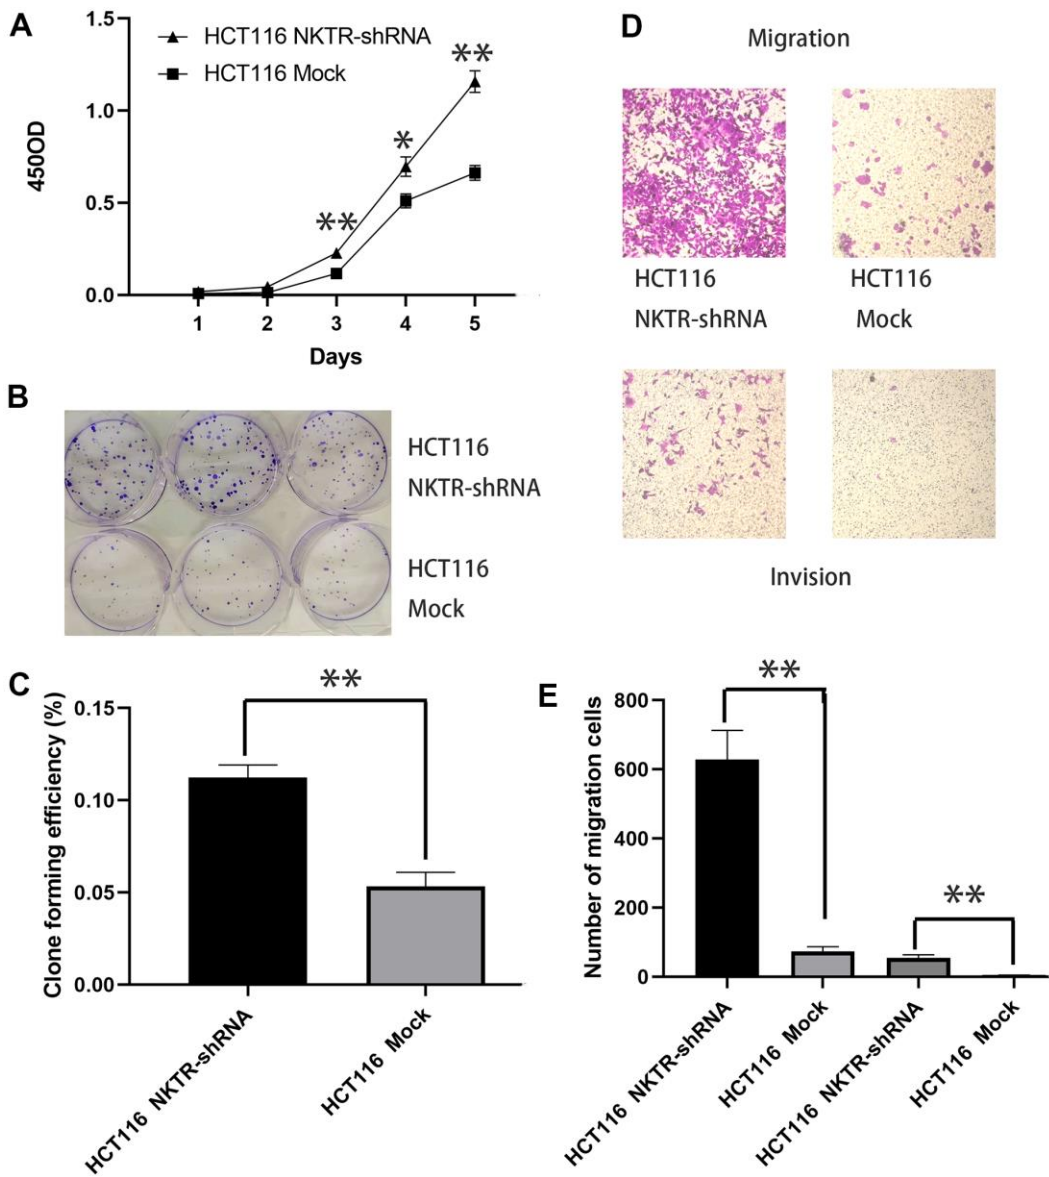 A
1.5
1.0
0.5
0.0
450OD
HCT116 NKTR-shRNA
HCT116 Mock
**
*
**
1
2
3
4
5
Days
B
HCT116
NKTR-shRNA
HCT116
Mock
C
Clone forming efficiency (%)
0.15
0.10
0.05
0.00
**
HCT116 NKTR-shRNA
HCT116 Mock
D
Migration
HCT116
NKTR-shRNA
HCT116
Mock
Invision
E
Number of migration cells
800
600
400
200
0
**
**
HCT116 NKTR-shRNA
HCT116 Mock
HCT116 NKTR-shRNA
HCT116 Mock